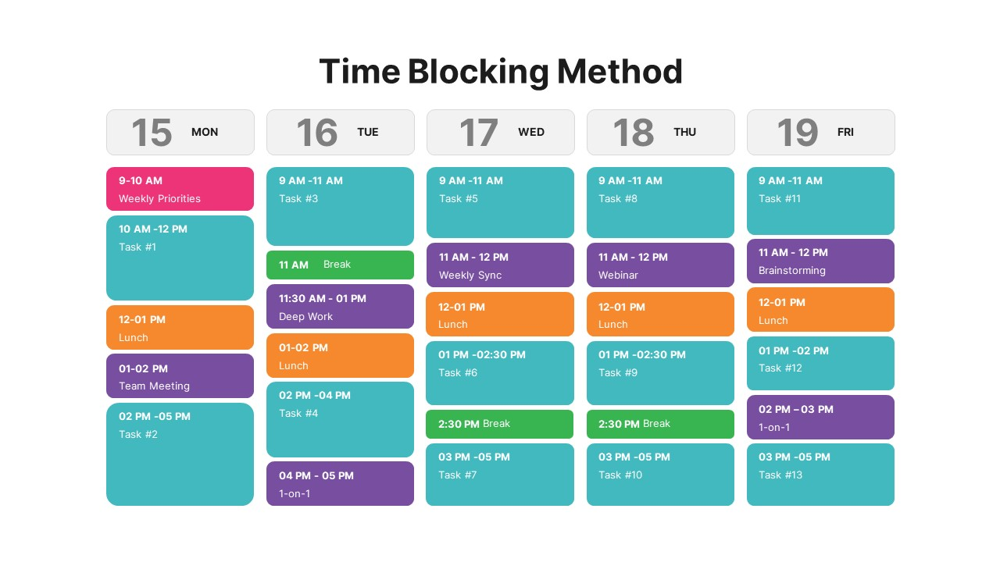 Time Blocking Method
15 MON
16 TUE
17 WED
18 THU
19 FRI
9-10 AM
Weekly Priorities
10 AM -12 PM
Task #1
12-01 PM
Lunch
01-02 PM
Team Meeting
02 PM -05 PM
Task #2
9 AM -11 AM
Task #3
11 AM Break
11:30 AM - 01 PM
Deep Work
01-02 PM
Lunch
02 PM -04 PM
Task #4
04 PM - 05 PM
1-on-1
9 AM -11 AM
Task #5
11 AM - 12 PM
Weekly Sync
12-01 PM
Lunch
01 PM -02:30 PM
Task #6
2:30 PM Break
03 PM -05 PM
Task #7
9 AM -11 AM
Task #8
11 AM - 12 PM
Webinar
12-01 PM
Lunch
01 PM -02:30 PM
Task #9
2:30 PM Break
03 PM -05 PM
Task #10
9 AM -11 AM
Task #11
11 AM - 12 PM
Brainstorming
12-01 PM
Lunch
01 PM -02 PM
Task #12
02 PM – 03 PM
1-on-1
03 PM -05 PM
Task #13